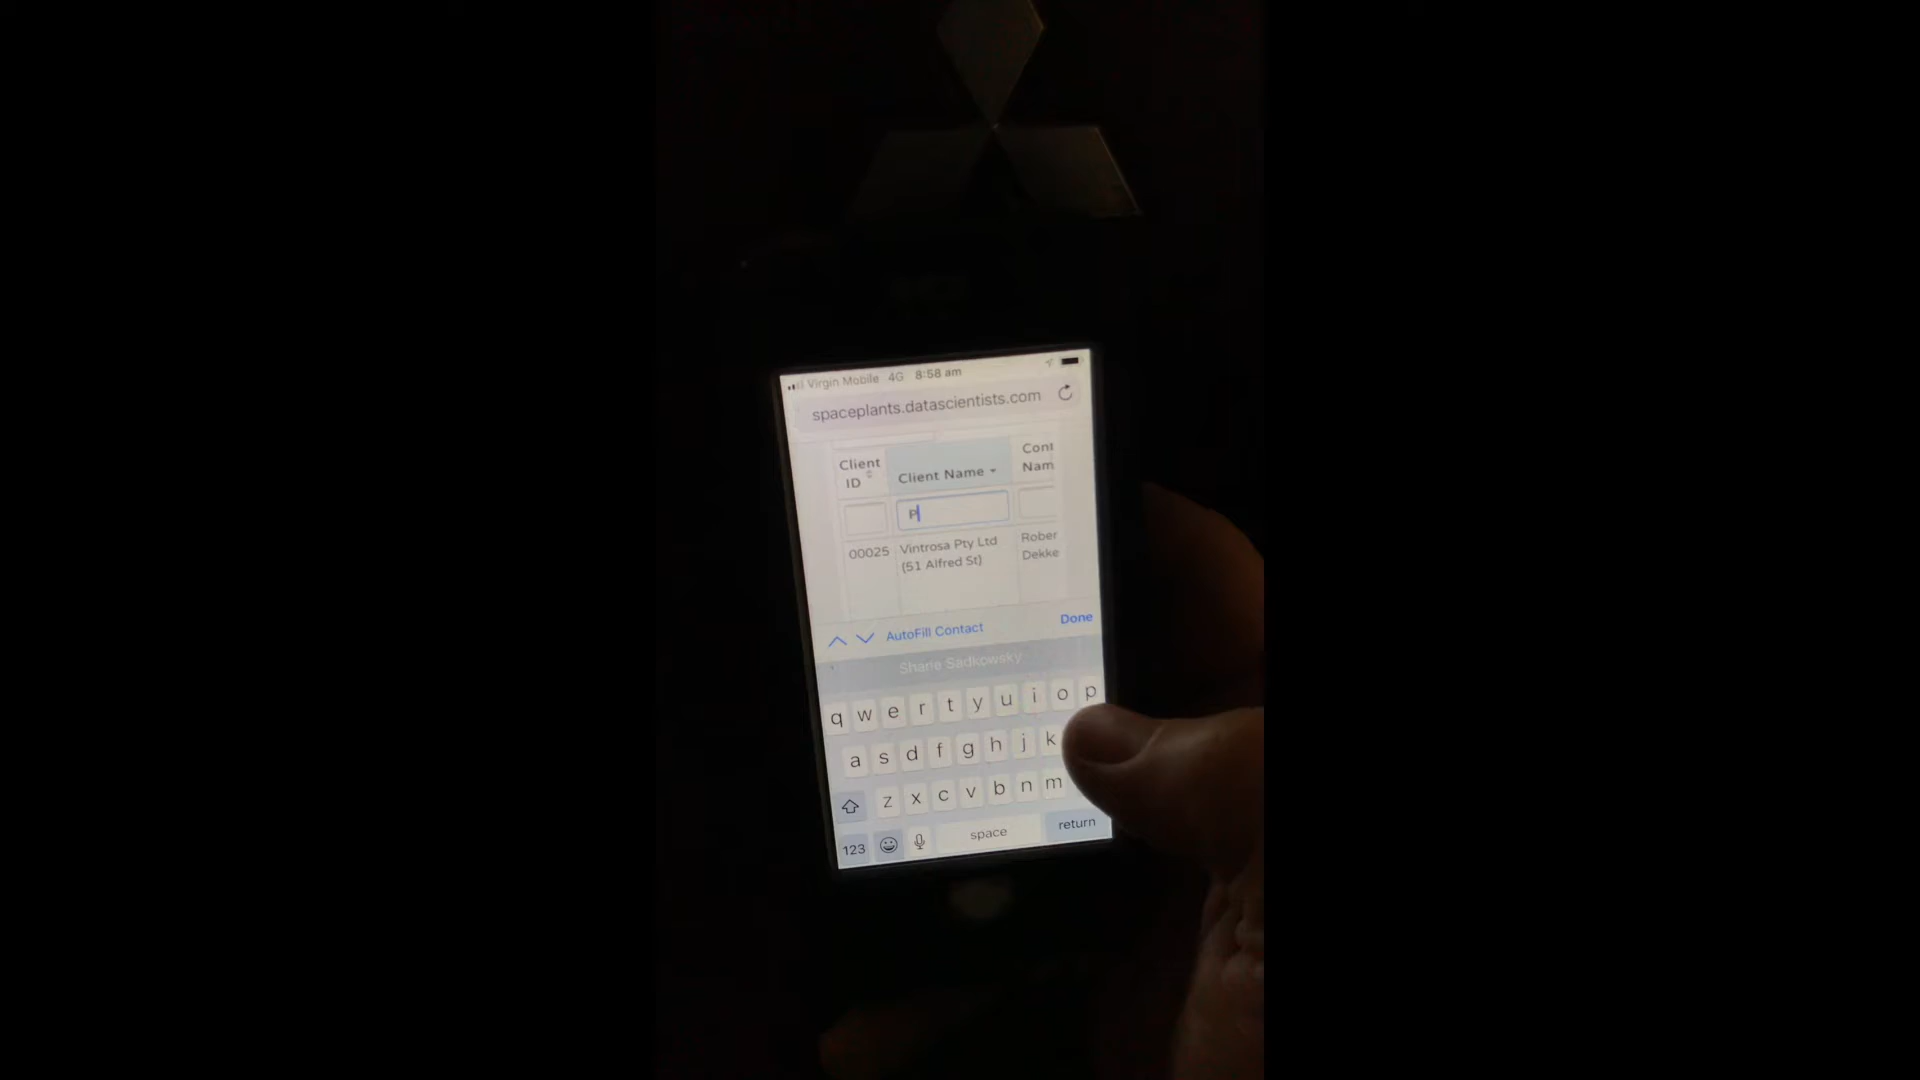 Virgin Mobile 4G 8:58 am
spaceplants.datascientists.com
Client ID
Client Name
Cont
Nam
P
00025
Vintrosa Pty Ltd
(51 Alfred St)
Rober
Dekke
AutoFill Contact
Done
Shane Sadkowsky
q w e r t y u i o p
a s d f g h j k
z x c v b n m
123
space
return